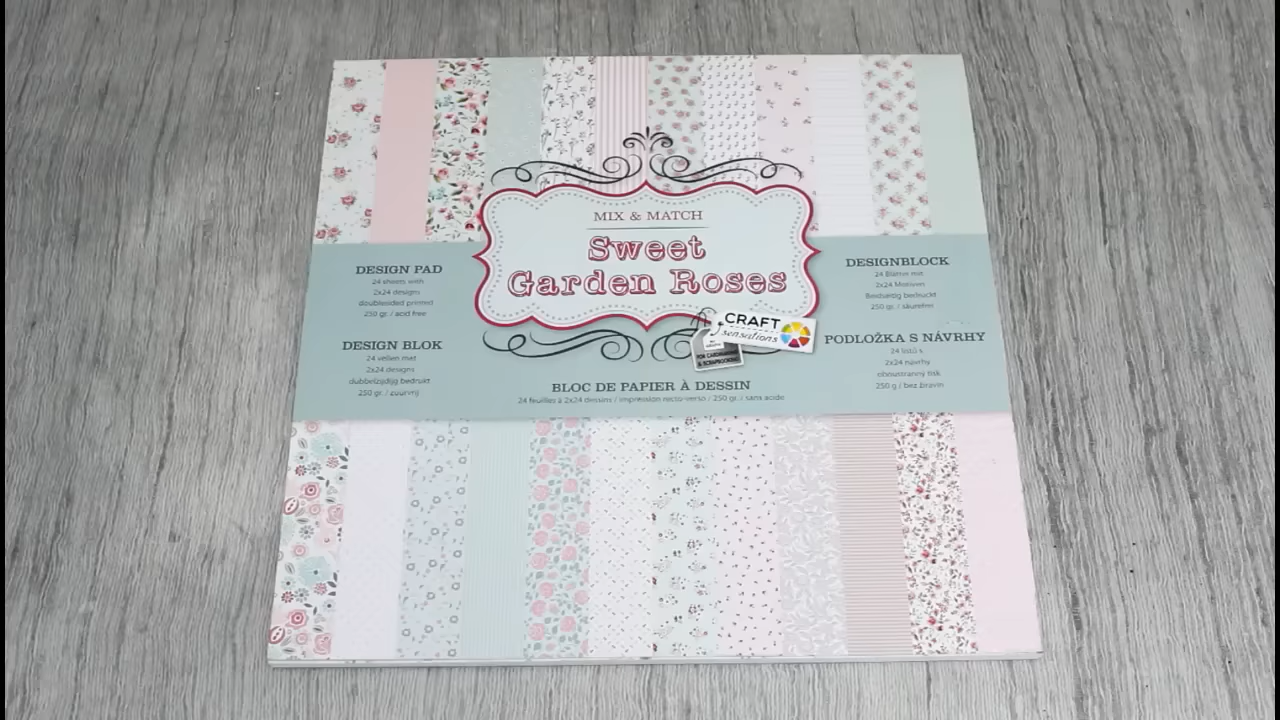 MIX & MATCH
Sweet
Garden Roses
CRAFT
sensations
FOR CARDMAKING
& SCRAPBOOKING
DESIGN PAD
24 sheets with
2x24 designs
doublesided printed
250 gr. / acid free
DESIGN BLOK
24 vellen met
2x24 designs
dubbelzijdig bedrukt
250 gr. / zuurvrij
BLOC DE PAPIER À DESSIN
24 feuilles à 2x24 dessins / impression recto-verso / 250 gr. / sans acide
DESIGNBLOCK
24 Blätter mit
2x24 Motiven
Beidseitig bedruckt
250 gr. / säurefrei
PODLOŽKA S NÁVRHY
24 listů s
2x24 návrhy
oboustranný tisk
250 g / bez kyselin